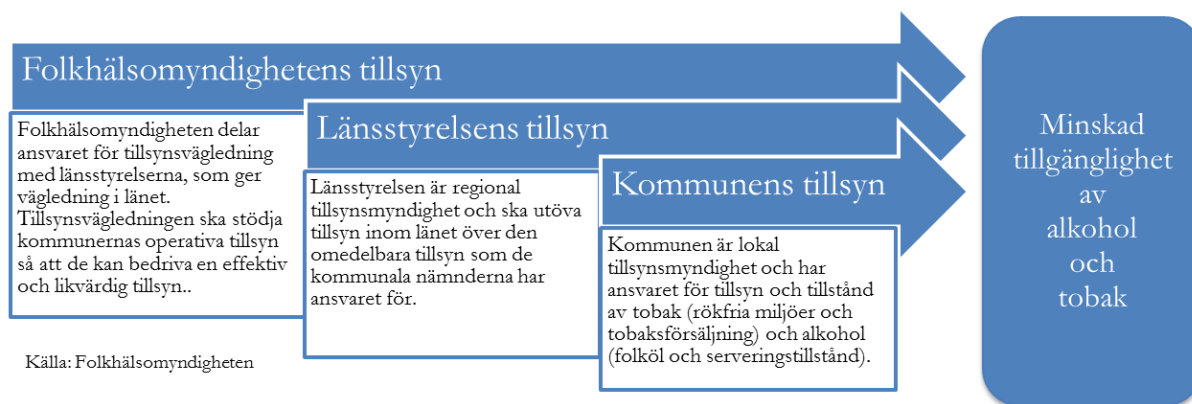 Folkhälsomyndighetens tillsyn
Folkhälsomyndigheten delar
ansvaret för tillsynsvägledning
med länsstyrelserna, som ger
vägledning i länet.
Tillsynsvägledningen ska stödja
kommunernas operativa tillsyn
så att de kan bedriva en effektiv
och likvärdig tillsyn..
Länsstyrelsens tillsyn
Länsstyrelsen är regional
tillsynsmyndighet och ska utöva
tillsyn inom länet över den
omedelbara tillsyn som de
kommunala nämnderna har
ansvaret för.
Kommunens tillsyn
Kommunen är lokal
tillsynsmyndighet och har
ansvaret för tillsyn och tillstånd
av tobak (rökfria miljöer och
tobaksförsäljning) och alkohol
(folköl och serveringstillstånd).
Minskad
tillgänglighet
av
alkohol
och
tobak
Källa: Folkhälsomyndigheten